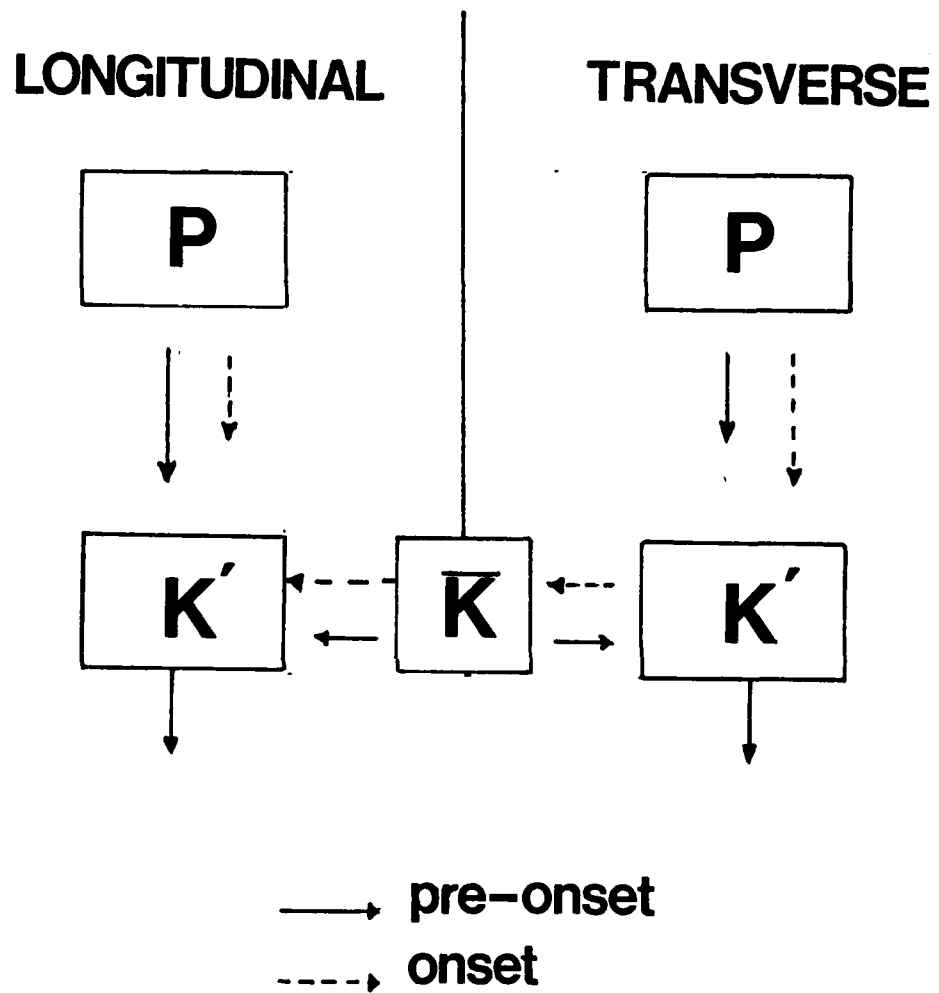 LONGITUDINAL
TRANSVERSE
P
P
K′
K̅
K′
pre-onset
onset